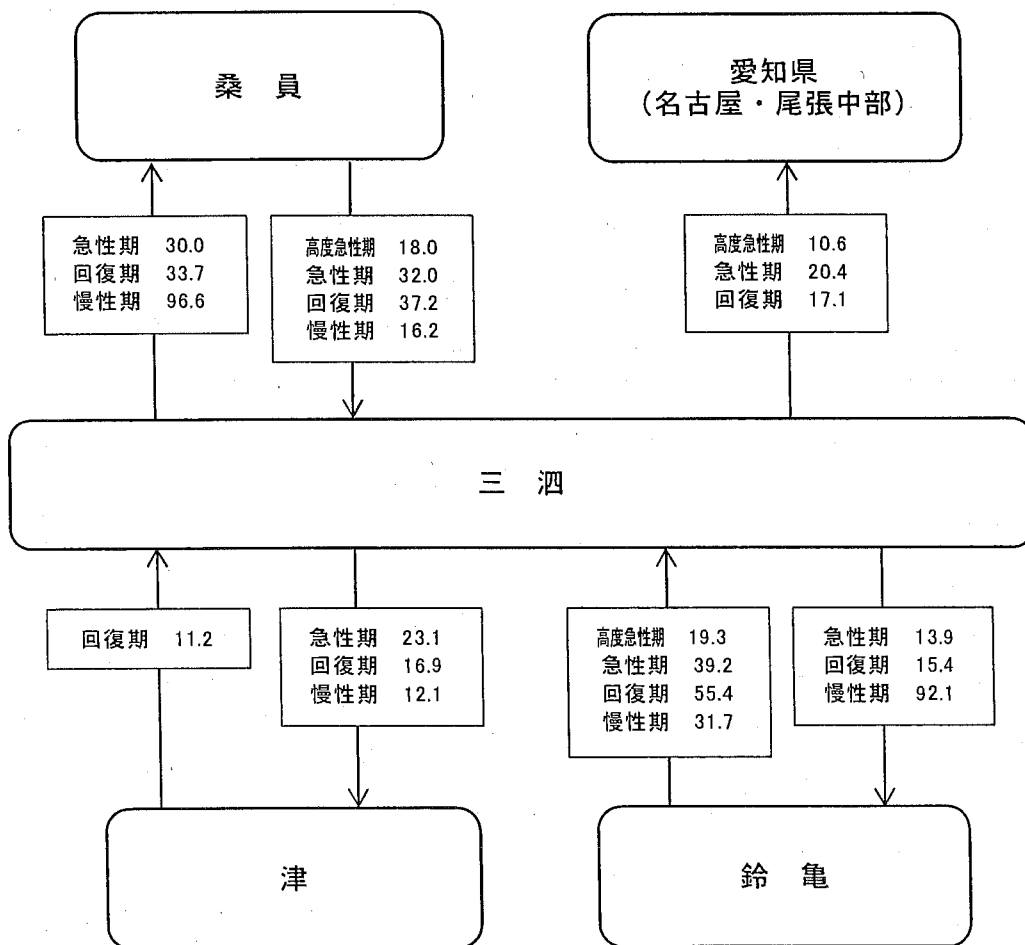 桑 員
愛知県
(名古屋・尾張中部)
急性期 30.0
回復期 33.7
慢性期 96.6
高度急性期 18.0
急性期 32.0
回復期 37.2
慢性期 16.2
高度急性期 10.6
急性期 20.4
回復期 17.1
三 泗
回復期 11.2
急性期 23.1
回復期 16.9
慢性期 12.1
高度急性期 19.3
急性期 39.2
回復期 55.4
慢性期 31.7
急性期 13.9
回復期 15.4
慢性期 92.1
津
鈴 亀